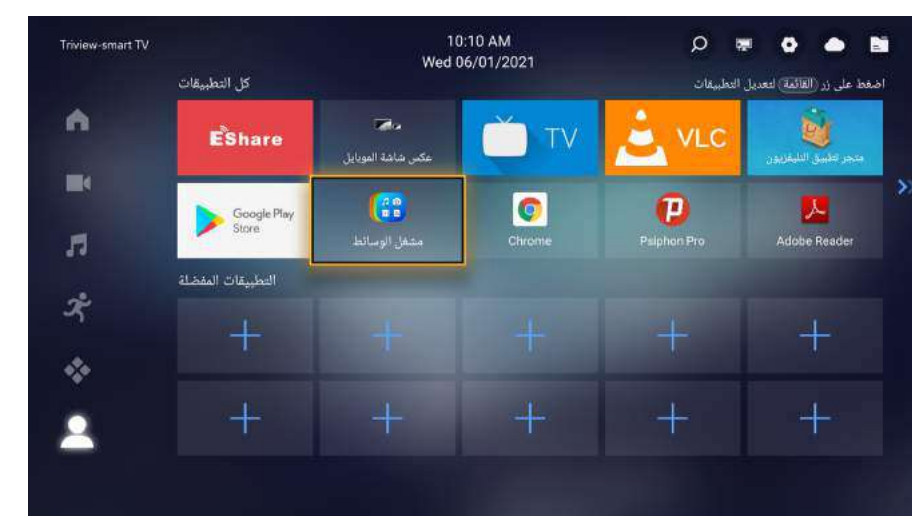 Triview-smart TV
10:10 AM
Wed 06/01/2021
كل التطبيقات
اضغط على زر (القائمة) لتعديل التطبيقات
EShare
عكس شاشة الموبايل
TV
VLC
متجر تطبيق التليفزيون
Google Play
Store
مشغل الوسائط
Chrome
Psiphon Pro
Adobe Reader
التطبيقات المفضلة